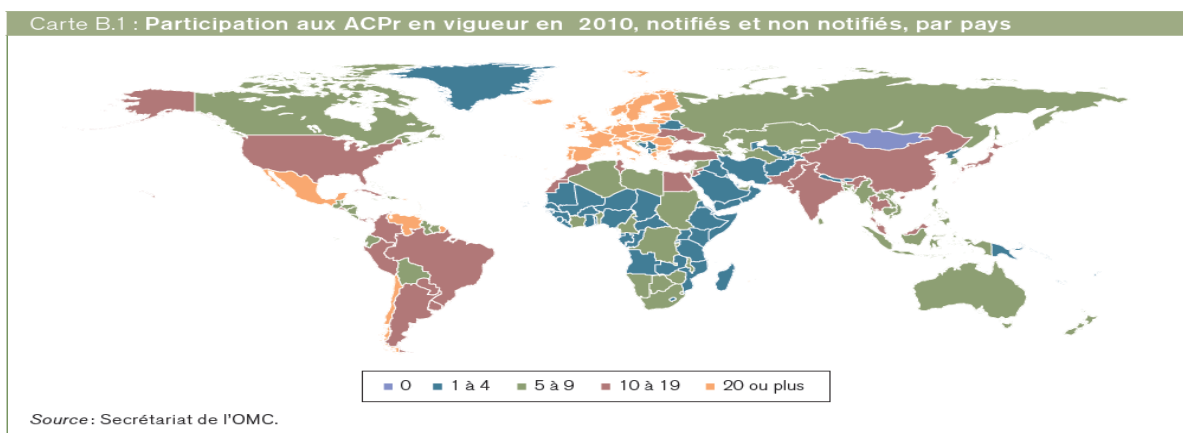 Carte B.1 : Participation aux ACPr en vigueur en 2010, notifiés et non notifiés, par pays
0 1 à 4 5 à 9 10 à 19 20 ou plus
Source : Secrétariat de l'OMC.